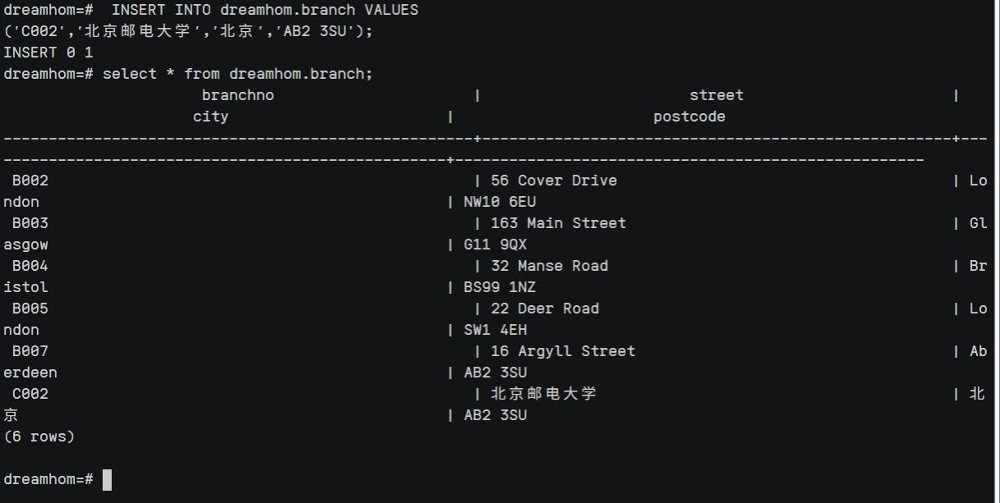 dreamhom=#  INSERT INTO dreamhom.branch VALUES
('C002','北京邮电大学','北京','AB2 3SU');
INSERT 0 1
dreamhom=# select * from dreamhom.branch;
branchno | street |
city | postcode
----------------------------------------------------+----------------------------------------------------+---
-------------------------------------------------+----------------------------------------------------
B002 | 56 Cover Drive | Lo
ndon | NW10 6EU
B003 | 163 Main Street | Gl
asgow | G11 9QX
B004 | 32 Manse Road | Br
istol | BS99 1NZ
B005 | 22 Deer Road | Lo
ndon | SW1 4EH
B007 | 16 Argyll Street | Ab
erdeen | AB2 3SU
C002 | 北京邮电大学 | 北
京 | AB2 3SU
(6 rows)
dreamhom=#